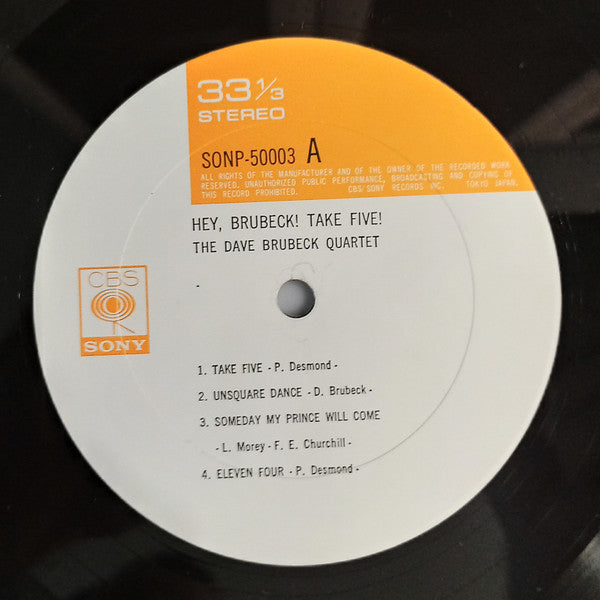 33 1/3
STEREO
SONP-50003 A
ALL RIGHTS OF THE MANUFACTURER AND OF THE OWNER OF THE RECORDED WORK
RESERVED. UNAUTHORIZED PUBLIC PERFORMANCE, BROADCASTING AND COPYING OF
THIS RECORD PROHIBITED. CBS/SONY RECORDS INC. TOKYO JAPAN.
HEY, BRUBECK! TAKE FIVE!
THE DAVE BRUBECK QUARTET
CBS
SONY
1. TAKE FIVE - P. Desmond -
2. UNSQUARE DANCE - D. Brubeck -
3. SOMEDAY MY PRINCE WILL COME
- L. Morey - F. E. Churchill -
4. ELEVEN FOUR - P. Desmond -